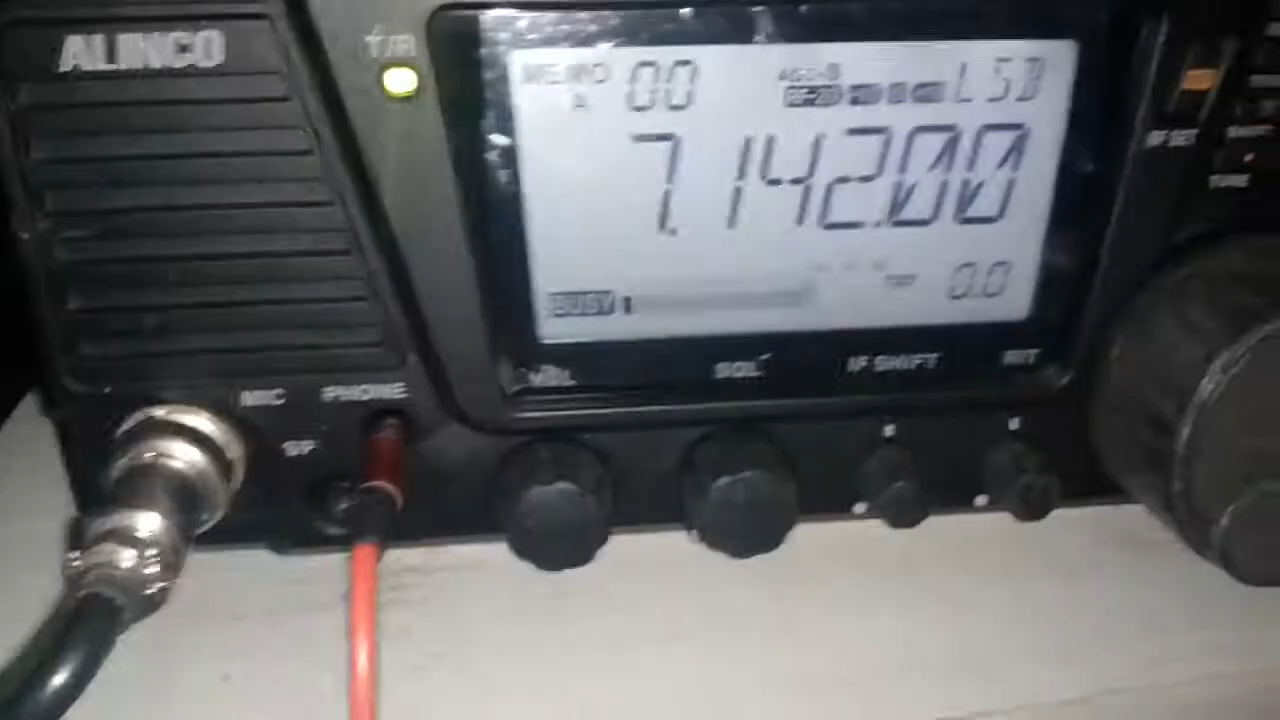 ALINCO
T/R
MEMO 00 AGC-S LSB
A
7.142.00
BUSY 0.0
VOL SQL IF SHIFT RIT
MIC PHONE
RF SET
TUNE